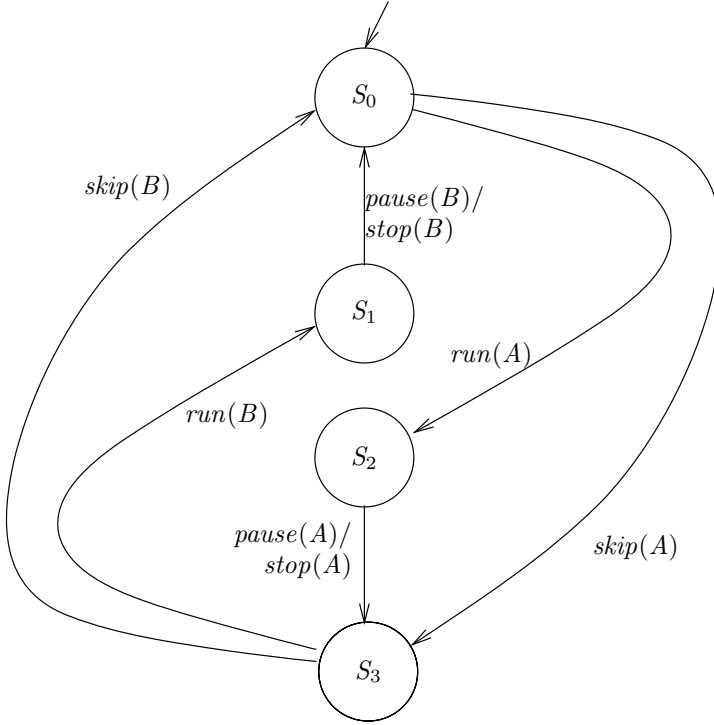 S₀
skip(B)
pause(B)/
stop(B)
S₁
run(A)
run(B)
S₂
pause(A)/
stop(A)
skip(A)
S₃